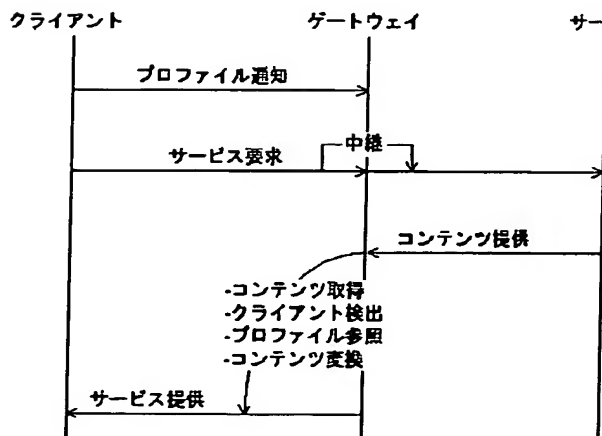 クライアント
ゲートウェイ
サー
プロファイル通知
中継
サービス要求
コンテンツ提供
-コンテンツ取得
-クライアント検出
-プロファイル参照
-コンテンツ変換
サービス提供